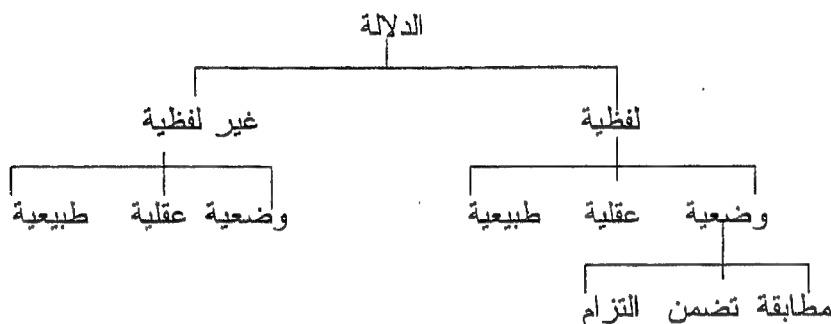 الدلالة
لفظية غير لفظية
وضعية عقلية طبيعية وضعية عقلية طبيعية
مطابقة تضمن التزام